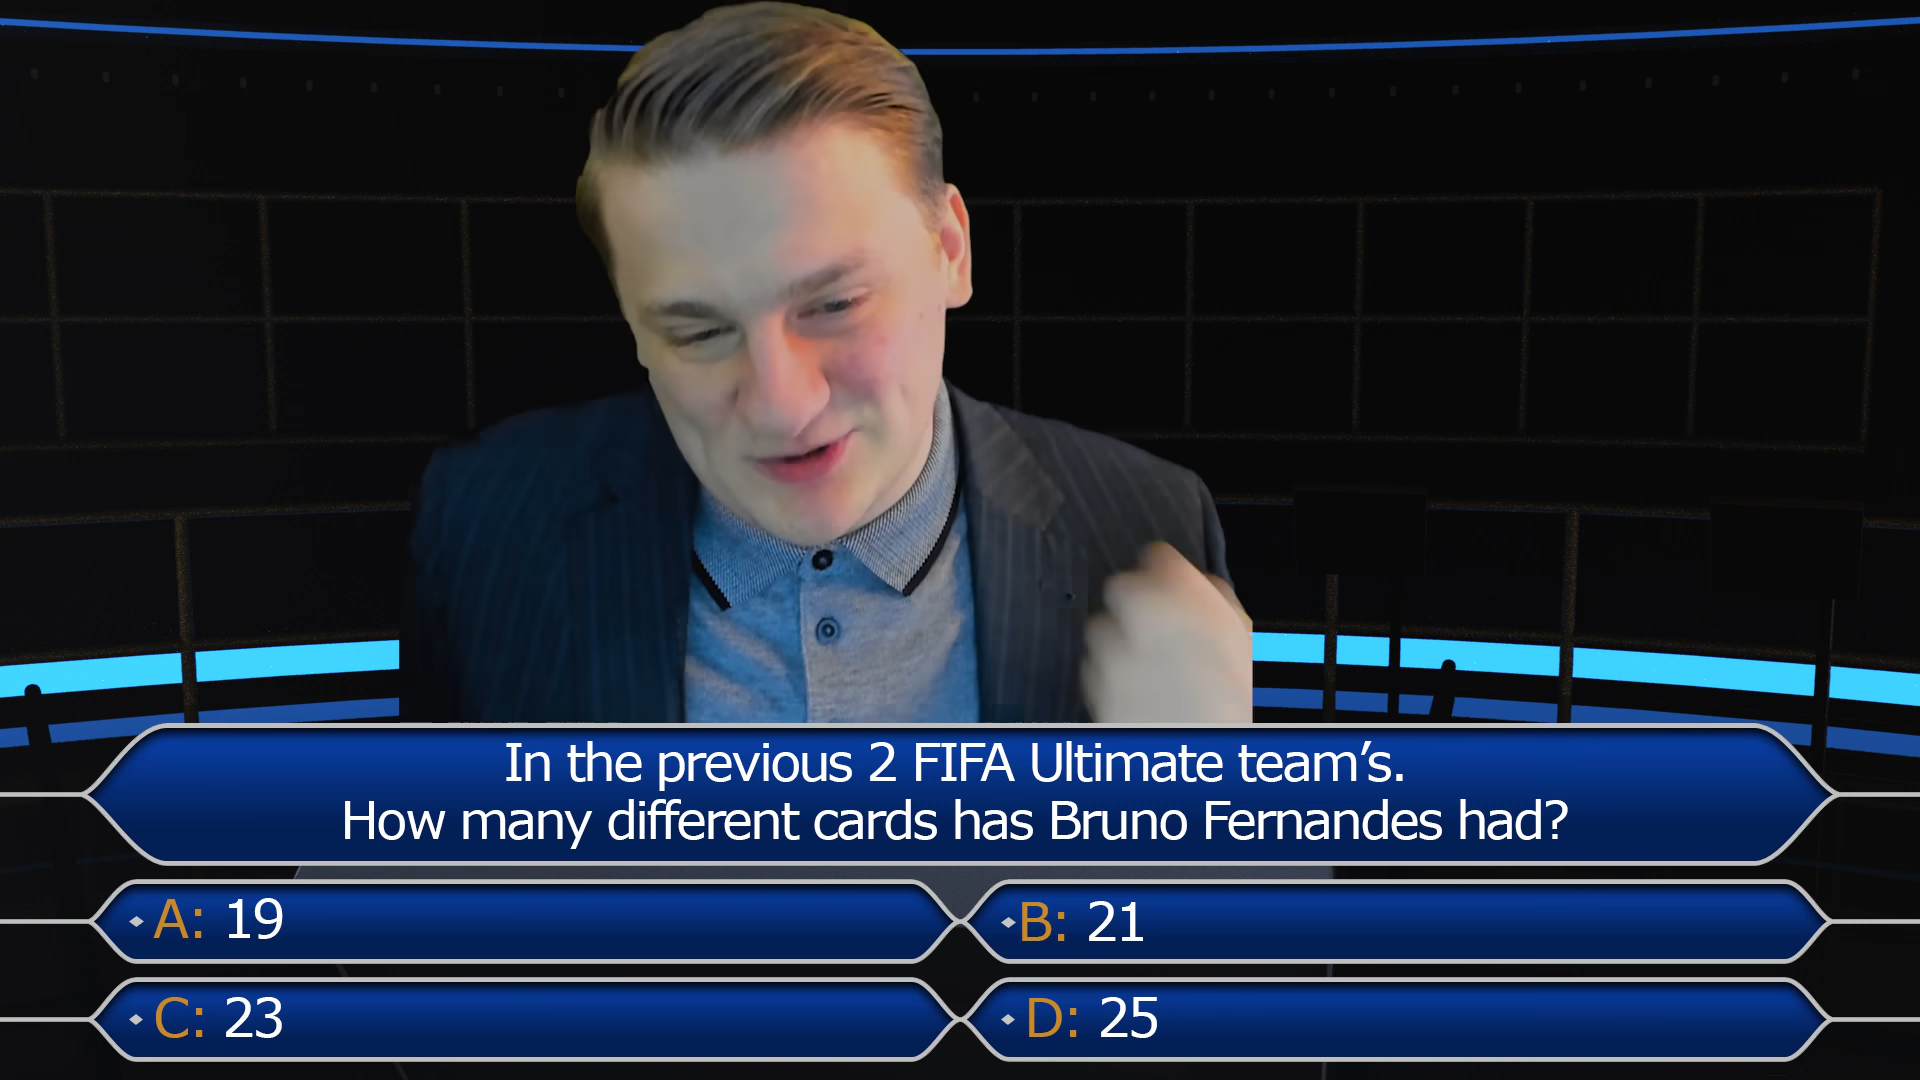 In the previous 2 FIFA Ultimate team’s.
How many different cards has Bruno Fernandes had?
A: 19
B: 21
C: 23
D: 25